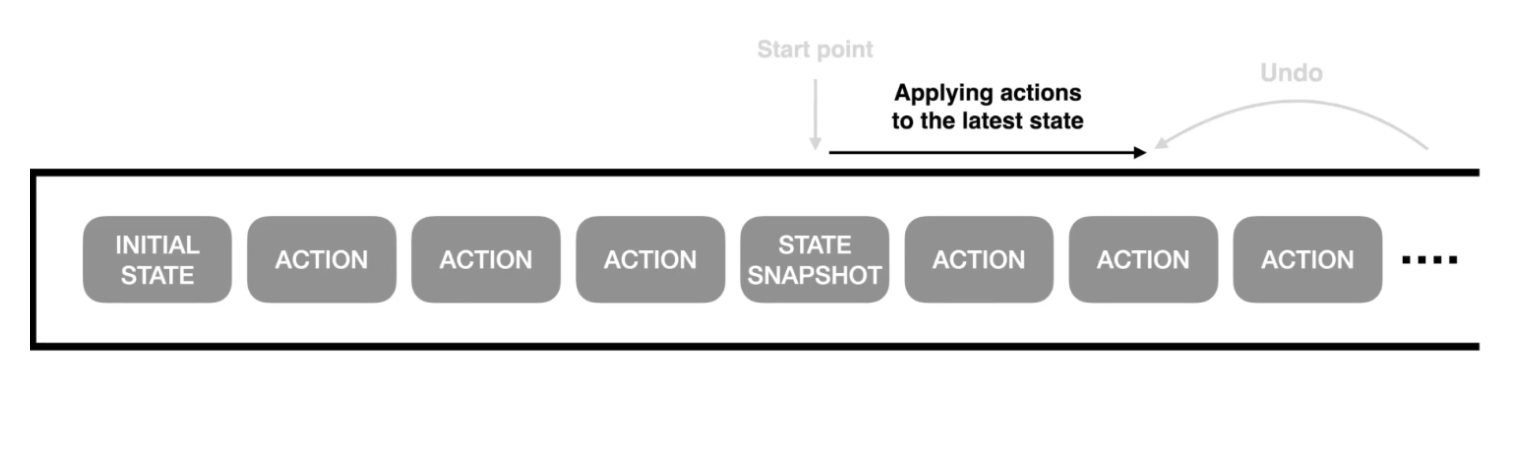 Start point
Undo
Applying actions
to the latest state
INITIAL
STATE
ACTION
ACTION
ACTION
STATE
SNAPSHOT
ACTION
ACTION
ACTION
....